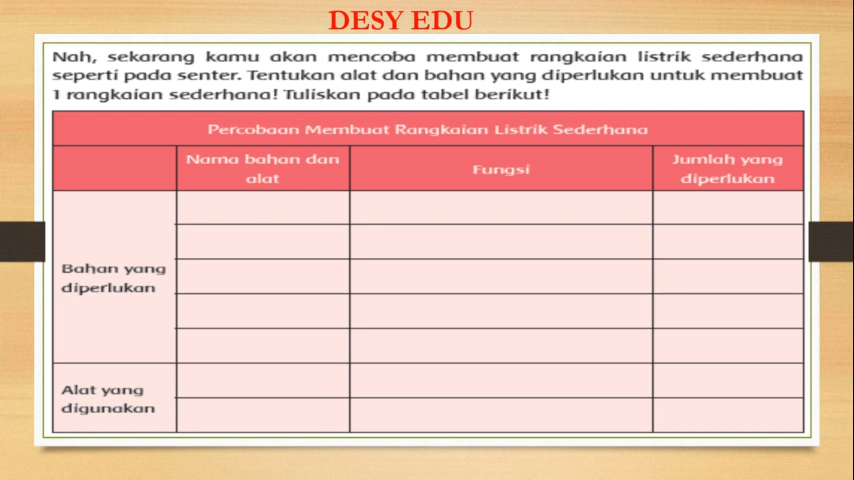 DESY EDU
Nah, sekarang kamu akan mencoba membuat rangkaian listrik sederhana
seperti pada senter. Tentukan alat dan bahan yang diperlukan untuk membuat
1 rangkaian sederhana! Tuliskan pada tabel berikut!
Percobaan Membuat Rangkaian Listrik Sederhana
Nama bahan dan
alat
Fungsi
Jumlah yang
diperlukan
Bahan yang
diperlukan
Alat yang
digunakan